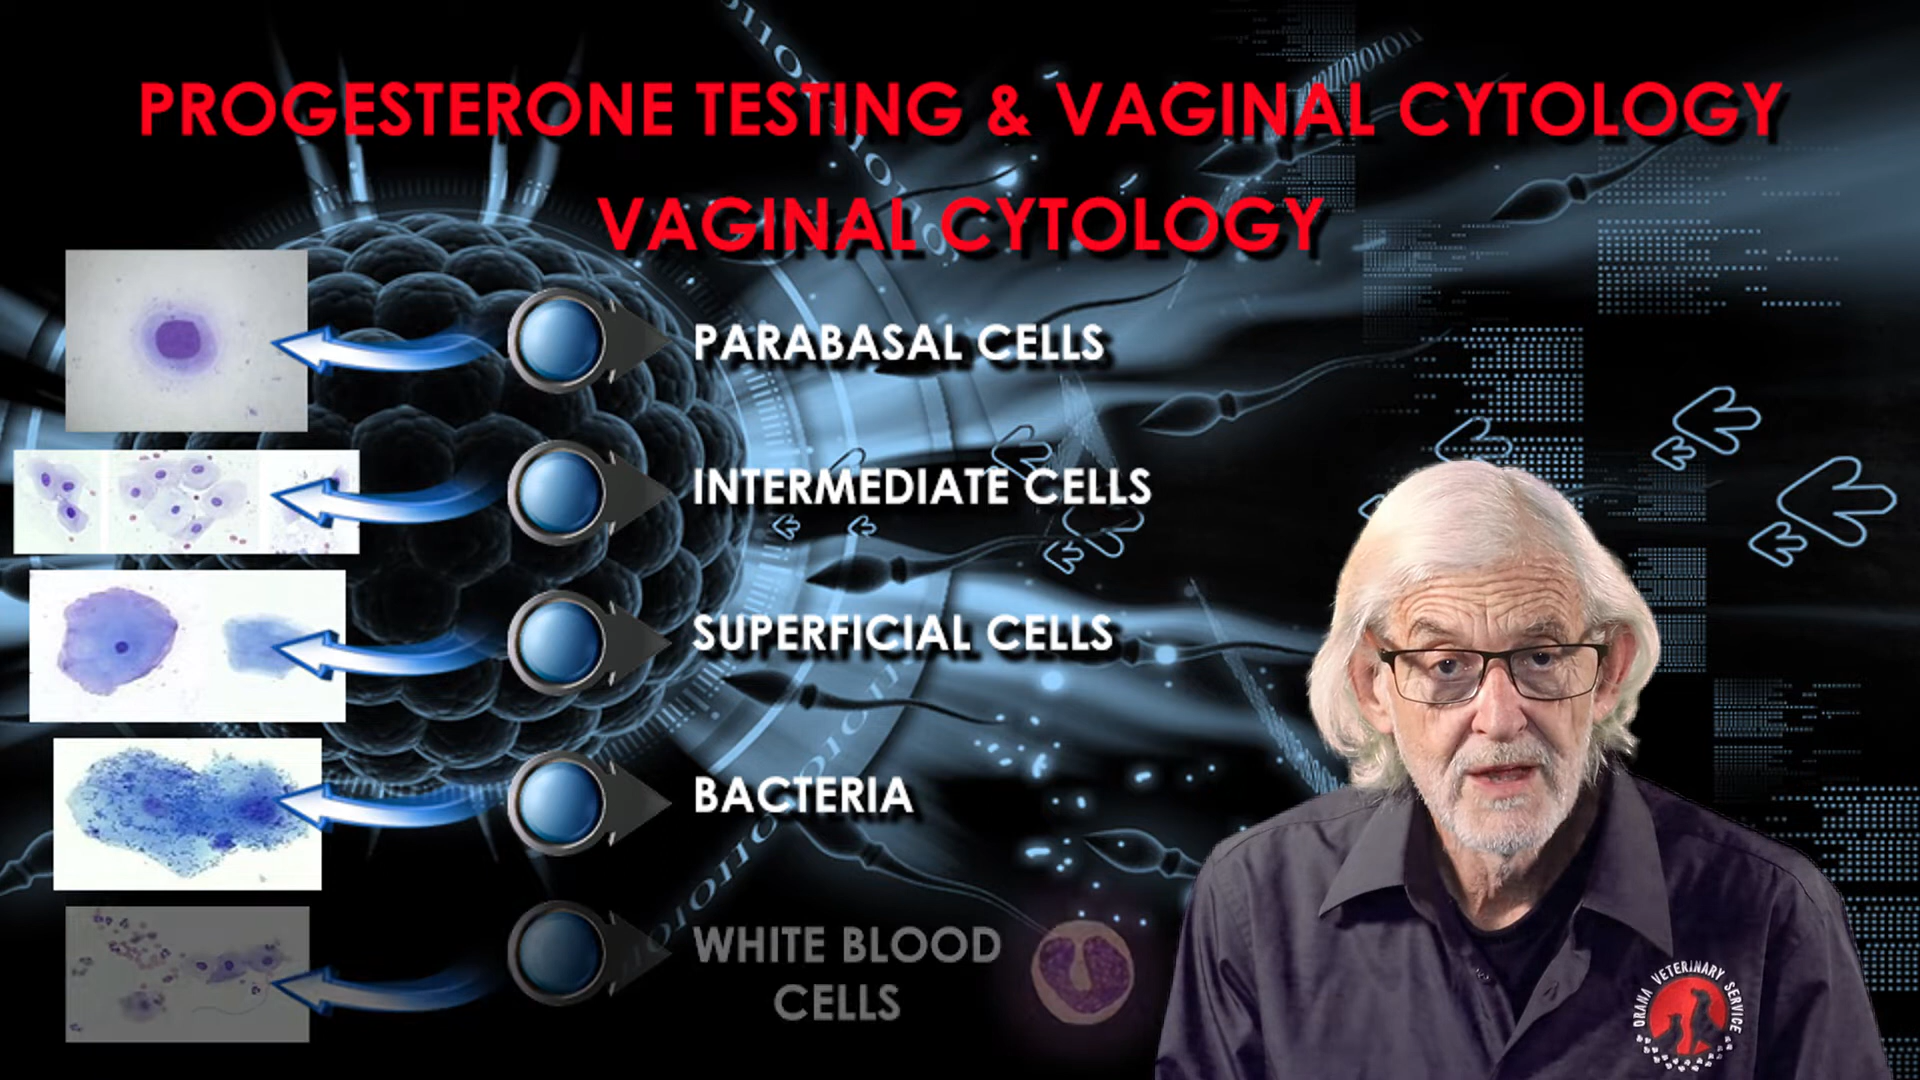 PROGESTERONE TESTING & VAGINAL CYTOLOGY
VAGINAL CYTOLOGY
PARABASAL CELLS
INTERMEDIATE CELLS
SUPERFICIAL CELLS
BACTERIA
WHITE BLOOD
CELLS
ORANA VETERINARY SERVICE